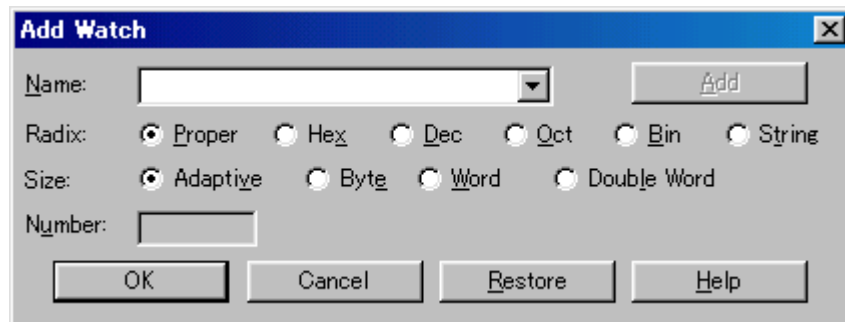 Add Watch
Name: Add
Radix: Proper Hex Dec Oct Bin String
Size: Adaptive Byte Word Double Word
Number:
OK Cancel Restore Help